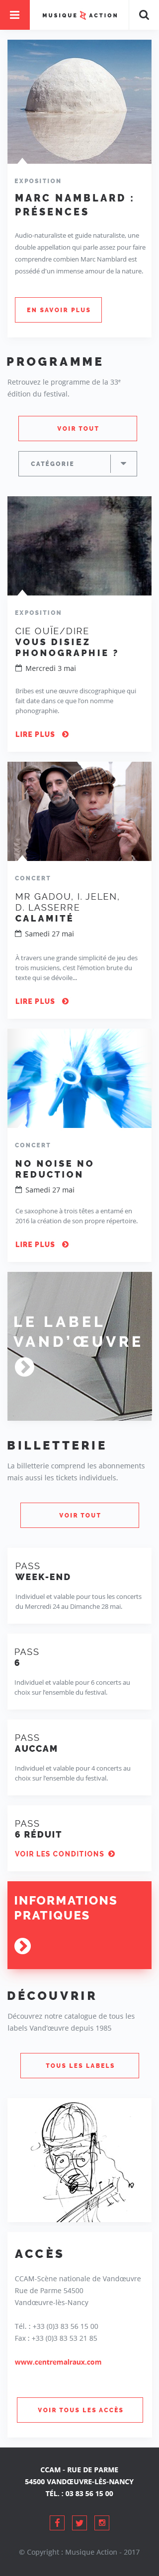 MUSIQUE ACTION
EXPOSITION
MARC NAMBLARD :
PRÉSENCES
Audio-naturaliste et guide naturaliste, une
double appellation qui parle assez pour faire
comprendre combien Marc Namblard est
possédé d'un immense amour de la nature.
EN SAVOIR PLUS
PROGRAMME
Retrouvez le programme de la 33e
édition du festival.
VOIR TOUT
CATÉGORIE
EXPOSITION
CIE OUÏE/DIRE
VOUS DISIEZ
PHONOGRAPHIE ?
Mercredi 3 mai
Bribes est une œuvre discographique qui
fait date dans ce que l'on nomme
phonographie.
LIRE PLUS
CONCERT
MR GADOU, I. JELEN,
D. LASSERRE
CALAMITÉ
Samedi 27 mai
À travers une grande simplicité de jeu des
trois musiciens, c'est l'émotion brute du
texte qui se dévoile...
LIRE PLUS
CONCERT
NO NOISE NO
REDUCTION
Samedi 27 mai
Ce saxophone à trois têtes a entamé en
2016 la création de son propre répertoire.
LIRE PLUS
LE LABEL
VAND'ŒUVRE
BILLETTERIE
La billetterie comprend les abonnements
mais aussi les tickets individuels.
VOIR TOUT
PASS
WEEK-END
Individuel et valable pour tous les concerts
du Mercredi 24 au Dimanche 28 mai.
PASS
6
Individuel et valable pour 6 concerts au
choix sur l'ensemble du festival.
PASS
AUCCAM
Individuel et valable pour 4 concerts au
choix sur l'ensemble du festival.
PASS
6 RÉDUIT
VOIR LES CONDITIONS
INFORMATIONS
PRATIQUES
DÉCOUVRIR
Découvrez notre catalogue de tous les
labels Vand'œuvre depuis 1985
TOUS LES LABELS
ACCÈS
CCAM-Scène nationale de Vandœuvre
Rue de Parme 54500
Vandœuvre-lès-Nancy
Tél. : +33 (0)3 83 56 15 00
Fax : +33 (0)3 83 53 21 85
www.centremalraux.com
VOIR TOUS LES ACCÈS
CCAM - RUE DE PARME
54500 VANDŒUVRE-LÈS-NANCY
TÉL. : 03 83 56 15 00
© Copyright : Musique Action - 2017